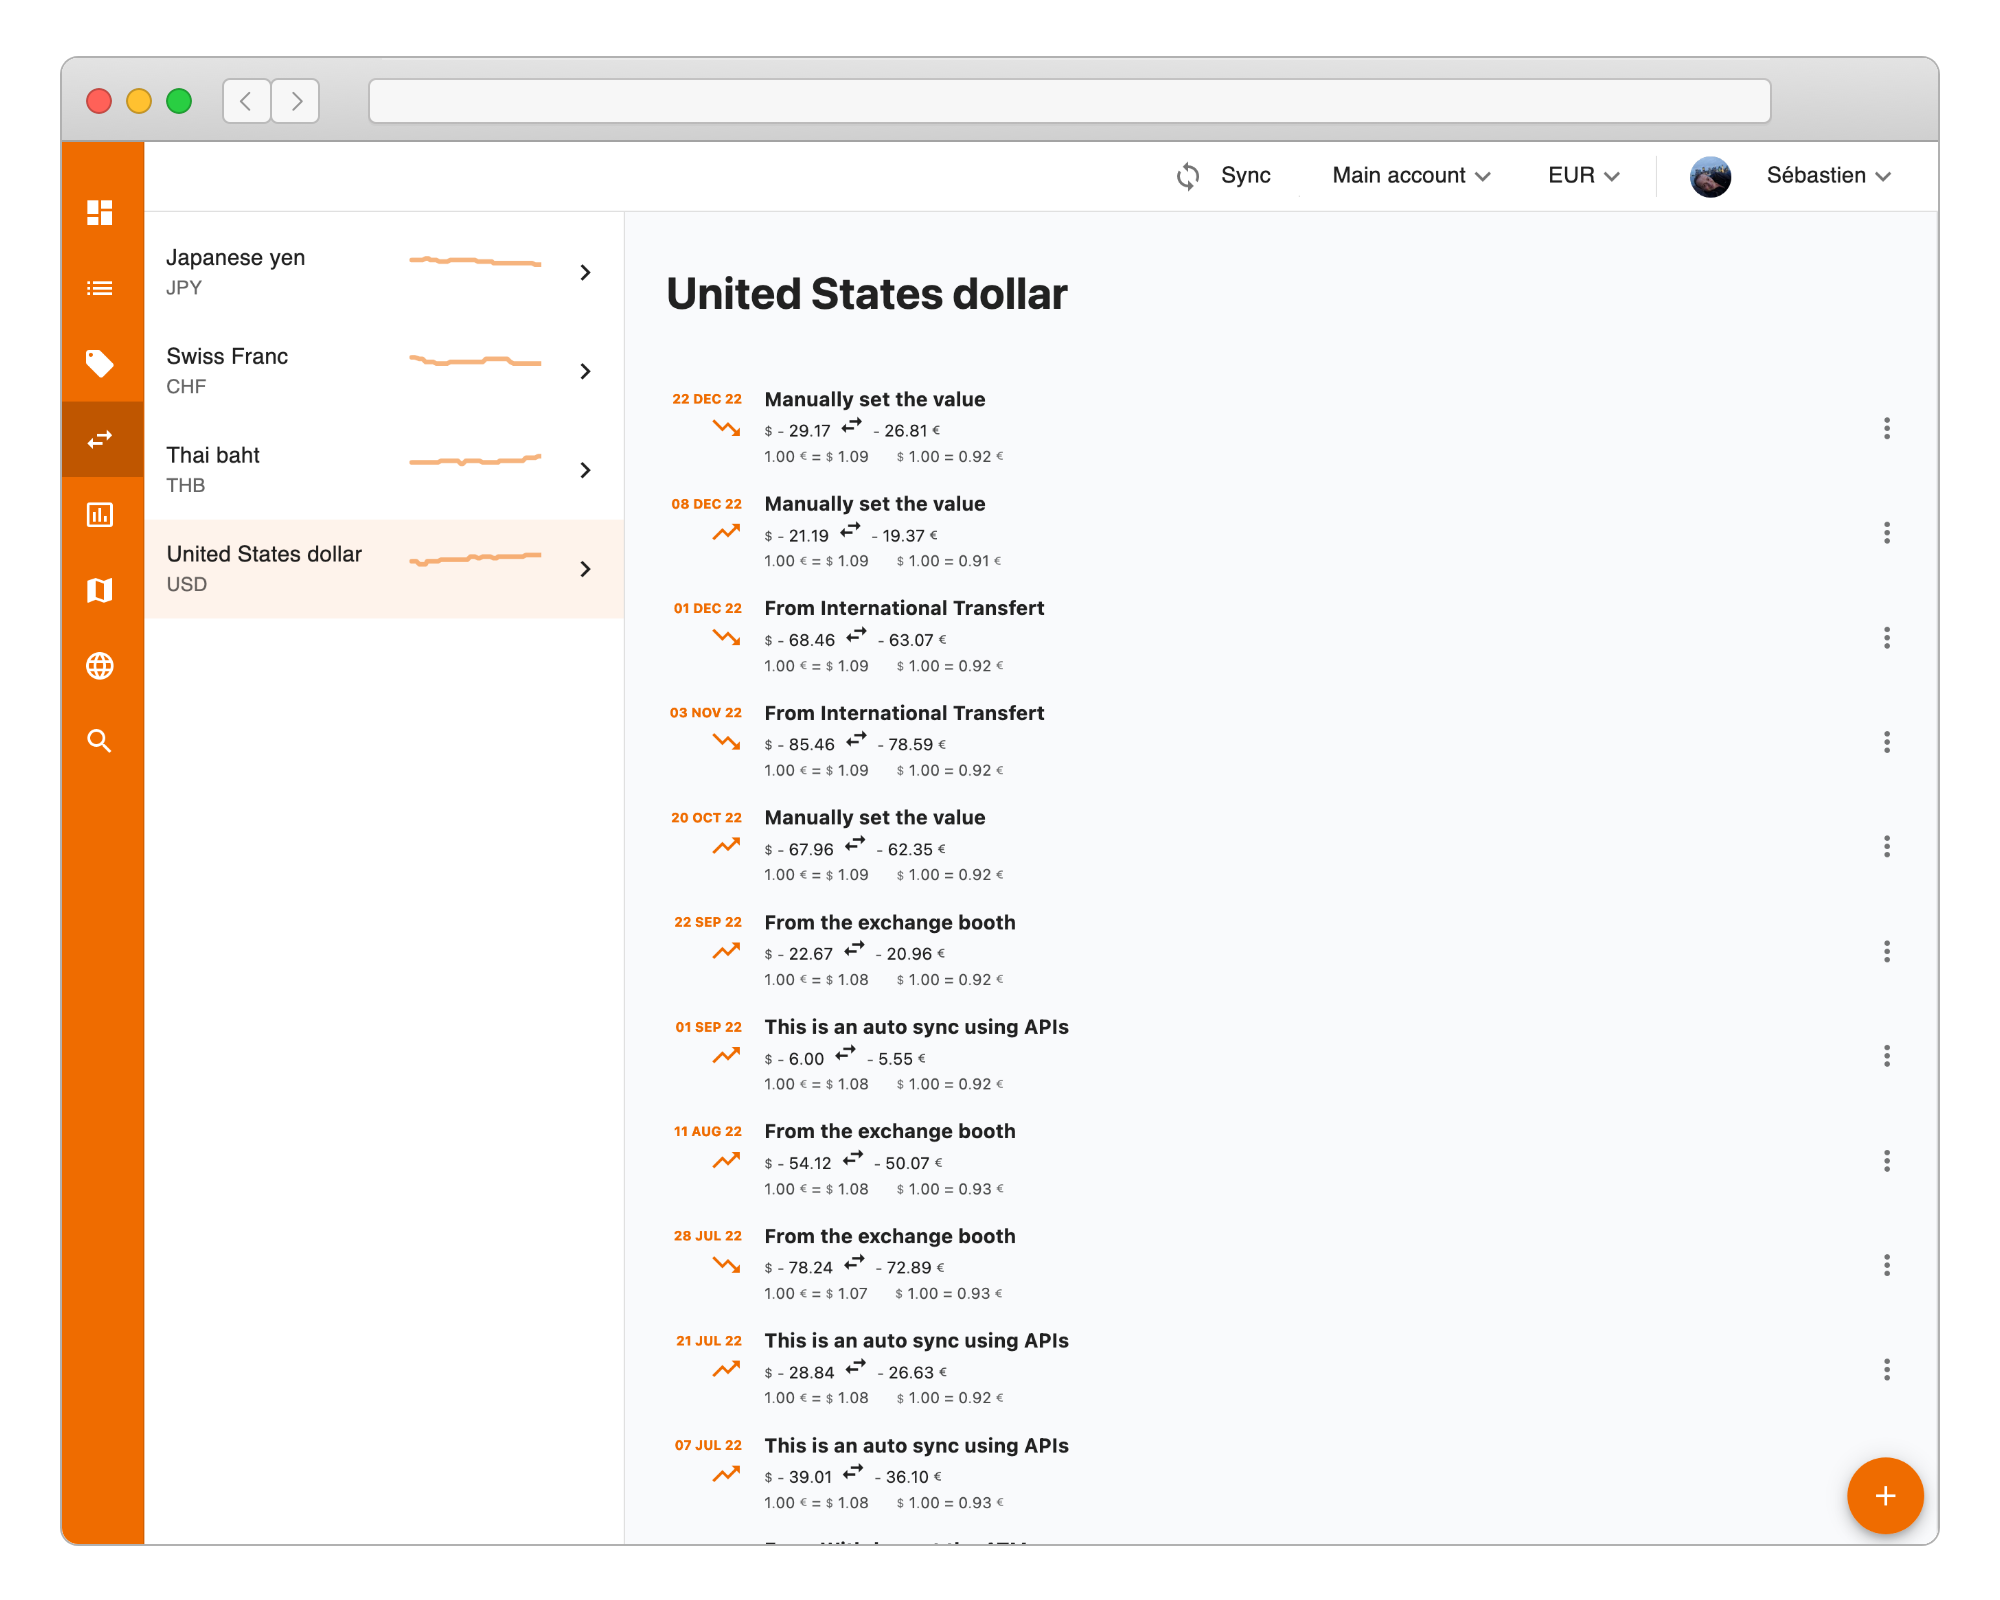 Sync
Main account
EUR
Sébastien
Japanese yen
JPY
Swiss Franc
CHF
Thai baht
THB
United States dollar
USD
United States dollar
22 DEC 22 Manually set the value
$ - 29.17 - 26.81 €
1.00 € = $ 1.09 $ 1.00 = 0.92 €
08 DEC 22 Manually set the value
$ - 21.19 - 19.37 €
1.00 € = $ 1.09 $ 1.00 = 0.91 €
01 DEC 22 From International Transfert
$ - 68.46 - 63.07 €
1.00 € = $ 1.09 $ 1.00 = 0.92 €
03 NOV 22 From International Transfert
$ - 85.46 - 78.59 €
1.00 € = $ 1.09 $ 1.00 = 0.92 €
20 OCT 22 Manually set the value
$ - 67.96 - 62.35 €
1.00 € = $ 1.09 $ 1.00 = 0.92 €
22 SEP 22 From the exchange booth
$ - 22.67 - 20.96 €
1.00 € = $ 1.08 $ 1.00 = 0.92 €
01 SEP 22 This is an auto sync using APIs
$ - 6.00 - 5.55 €
1.00 € = $ 1.08 $ 1.00 = 0.92 €
11 AUG 22 From the exchange booth
$ - 54.12 - 50.07 €
1.00 € = $ 1.08 $ 1.00 = 0.93 €
28 JUL 22 From the exchange booth
$ - 78.24 - 72.89 €
1.00 € = $ 1.07 $ 1.00 = 0.93 €
21 JUL 22 This is an auto sync using APIs
$ - 28.84 - 26.63 €
1.00 € = $ 1.08 $ 1.00 = 0.92 €
07 JUL 22 This is an auto sync using APIs
$ - 39.01 - 36.10 €
1.00 € = $ 1.08 $ 1.00 = 0.93 €